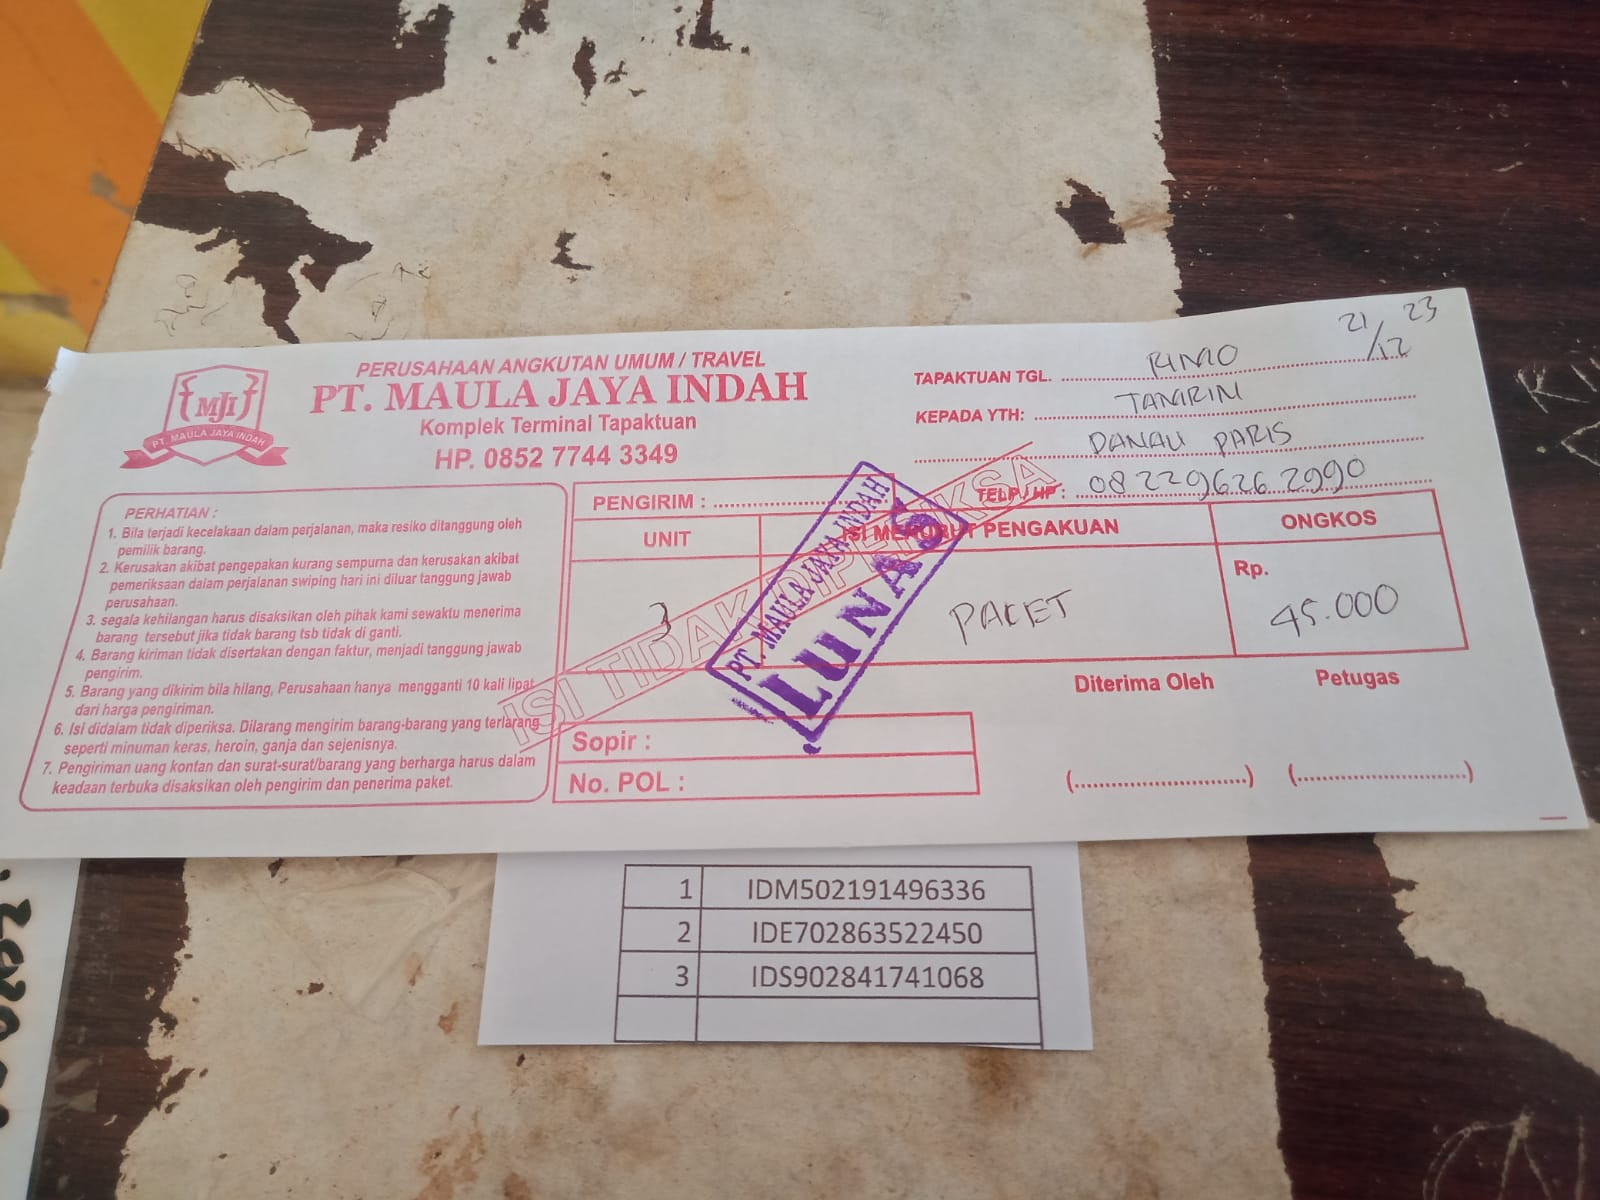 PERUSAHAAN ANGKUTAN UMUM / TRAVEL
PT. MAULA JAYA INDAH
Komplek Terminal Tapaktuan
HP. 0852 7744 3349
MJI
PT. MAULA JAYA INDAH
TAPAKTUAN TGL. RIMO 21/12 23
KEPADA YTH: TAMRIN
DANAU PARIS
TELP / HP : 082296262990
PERHATIAN :
1. Bila terjadi kecelakaan dalam perjalanan, maka resiko ditanggung oleh
pemilik barang.
2. Kerusakan akibat pengepakan kurang sempurna dan kerusakan akibat
pemeriksaan dalam perjalanan swiping hari ini diluar tanggung jawab
perusahaan.
3. segala kehilangan harus disaksikan oleh pihak kami sewaktu menerima
barang tersebut jika tidak barang tsb tidak di ganti.
4. Barang kiriman tidak disertakan dengan faktur, menjadi tanggung jawab
pengirim.
5. Barang yang dikirim bila hilang, Perusahaan hanya mengganti 10 kali lipat
dari harga pengiriman.
6. Isi didalam tidak diperiksa. Dilarang mengirim barang-barang yang terlarang
seperti minuman keras, heroin, ganja dan sejenisnya.
7. Pengiriman uang kontan dan surat-surat/barang yang berharga harus dalam
keadaan terbuka disaksikan oleh pengirim dan penerima paket.
PENGIRIM :
UNIT ISI MENURUT PENGAKUAN ONGKOS
3 PAKET Rp. 45.000
ISI TIDAK DIPERIKSA
PT. MAULA JAYA INDAH
LUNAS
Sopir :
No. POL :
Diterima Oleh Petugas
1 IDM502191496336
2 IDE702863522450
3 IDS902841741068